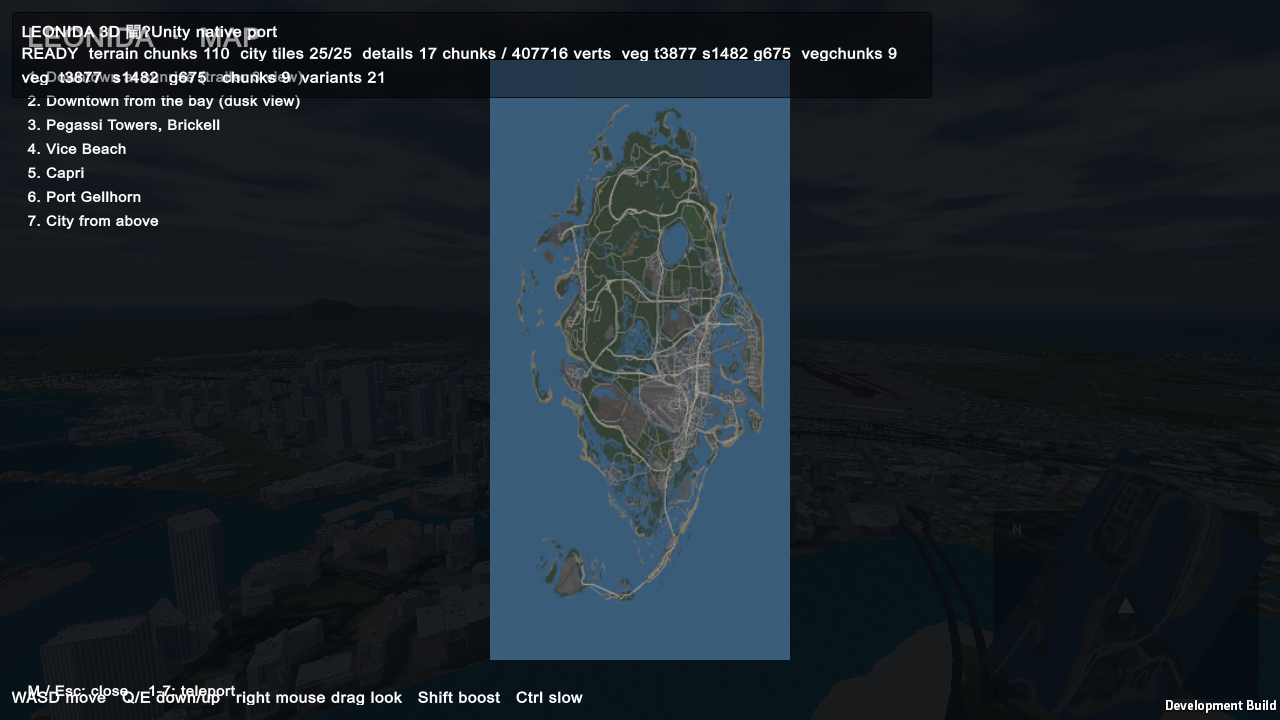 LEONIDA 3D 闂?Unity native port
LEONIDA MAP
READY terrain chunks 110 city tiles 25/25 details 17 chunks / 407716 verts veg t3877 s1482 g675 vegchunks 9
veg t3877 s1482 g675 chunks 9 variants 21
2. Downtown from the bay (dusk view)
3. Pegassi Towers, Brickell
4. Vice Beach
5. Capri
6. Port Gellhorn
7. City from above
N
M / Esc: close 1-7: teleport
WASD move Q/E down/up right mouse drag look Shift boost Ctrl slow
Development Build